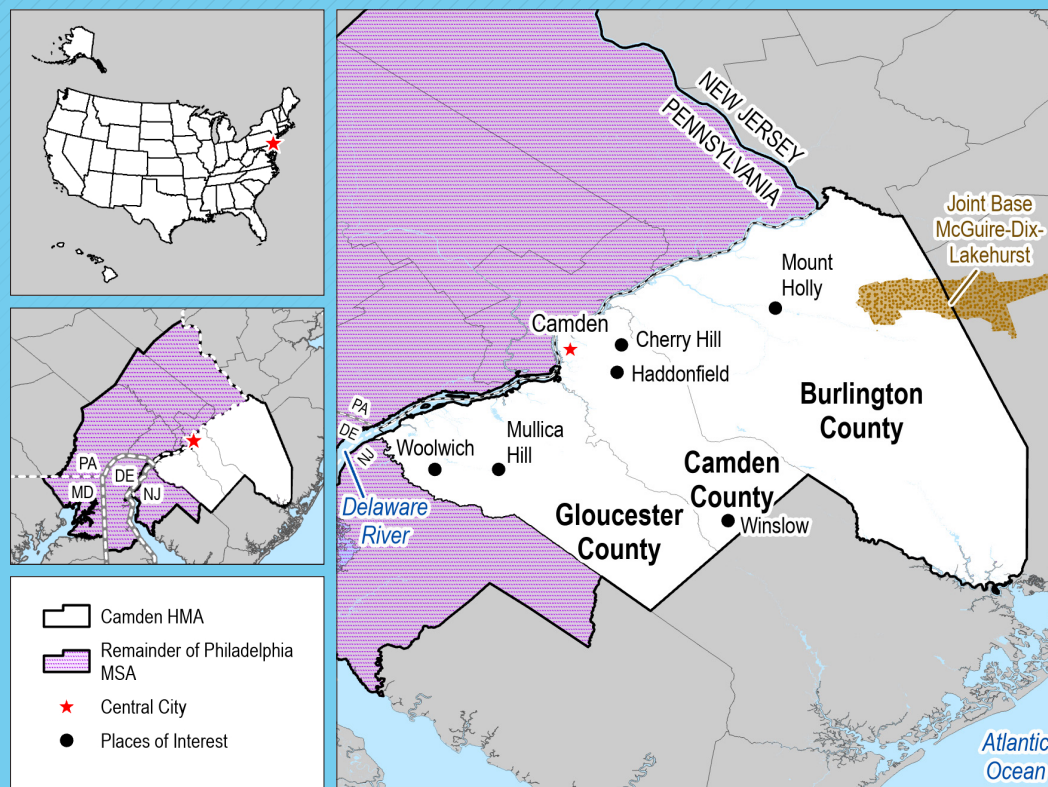 PA
DE
MD
NJ
Camden HMA
Remainder of Philadelphia
MSA
Central City
Places of Interest
NEW JERSEY
PENNSYLVANIA
Joint Base
McGuire-Dix-
Lakehurst
Mount
Holly
Camden
Cherry Hill
Haddonfield
Burlington
County
PA
DE
NJ
Woolwich
Mullica
Hill
Camden
County
Delaware
River
Gloucester
County
Winslow
Atlantic
Ocean